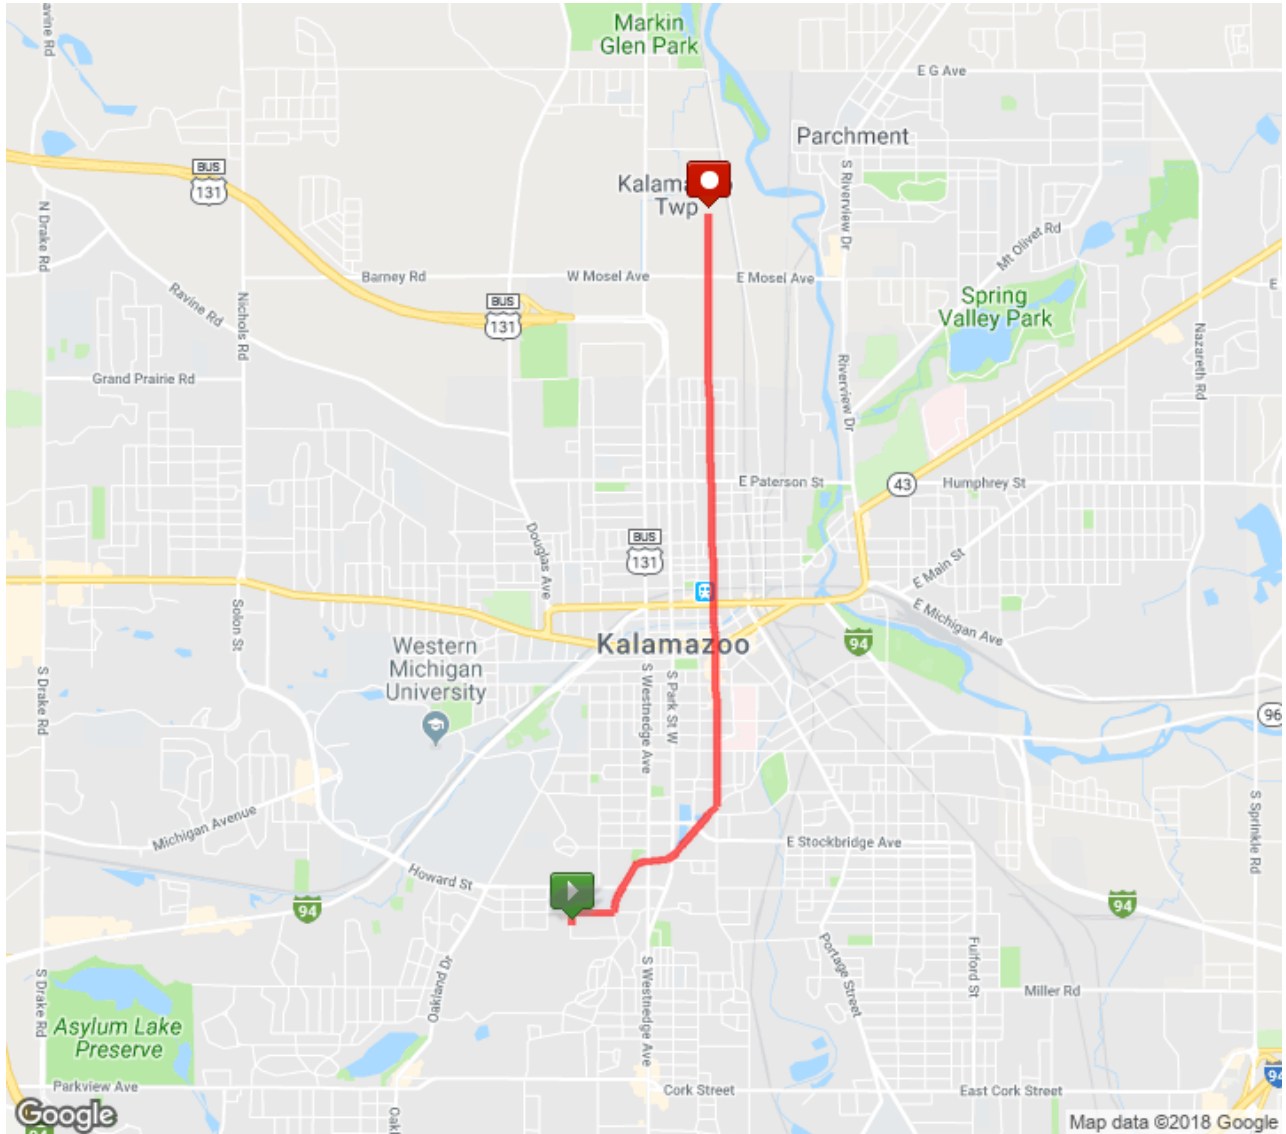 avine Rd
Markin
Glen Park
E G Ave
Parchment
BUS
131
Kalama
Twp
S Riverview Dr
N Drake Rd
Mt Olivet Rd
Barney Rd
W Mosel Ave
E Mosel Ave
E
Ravine Rd
Nichols Rd
BUS
131
Spring
Valley Park
Nazareth Rd
Grand Prairie Rd
Riverview Dr
E Paterson St
43
Humphrey St
Douglas Ave
BUS
131
E Main St
E Michigan Ave
Solon St
Western
Michigan
University
Kalamazoo
94
S Drake Rd
S Westnedge Ave
S Park St W
96
Michigan Avenue
E Stockbridge Ave
S Sprinkle Rd
Howard St
94
94
Portage Street
Fulford St
S Drake Rd
Oakland Dr
S Westnedge Ave
Miller Rd
Asylum Lake
Preserve
Parkview Ave
Cork Street
East Cork Street
94
Oakl
Google
94
Map data ©2018 Google